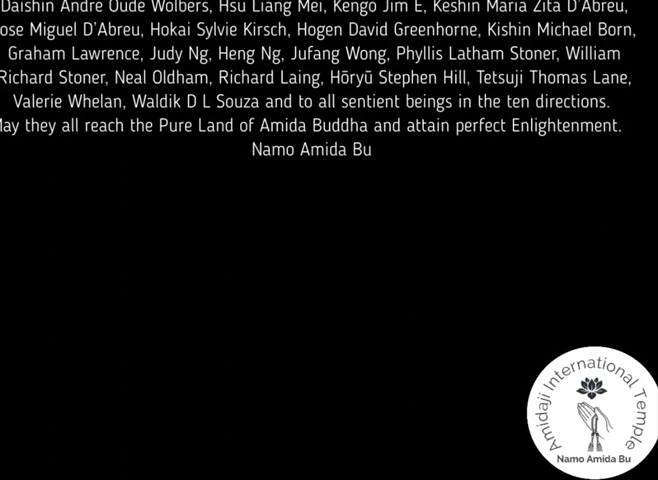 Daishin Andre Oude Wolbers, Hsu Liang Mei, Kengo Jim E, Keshin Maria Zita D'Abreu,
ose Miguel D'Abreu, Hokai Sylvie Kirsch, Hogen David Greenhorne, Kishin Michael Born,
Graham Lawrence, Judy Ng, Heng Ng, Jufang Wong, Phyllis Latham Stoner, William
Richard Stoner, Neal Oldham, Richard Laing, Hōryū Stephen Hill, Tetsuji Thomas Lane,
Valerie Whelan, Waldik D L Souza and to all sentient beings in the ten directions.
May they all reach the Pure Land of Amida Buddha and attain perfect Enlightenment.
Namo Amida Bu
Amidaji International Temple
Namo Amida Bu